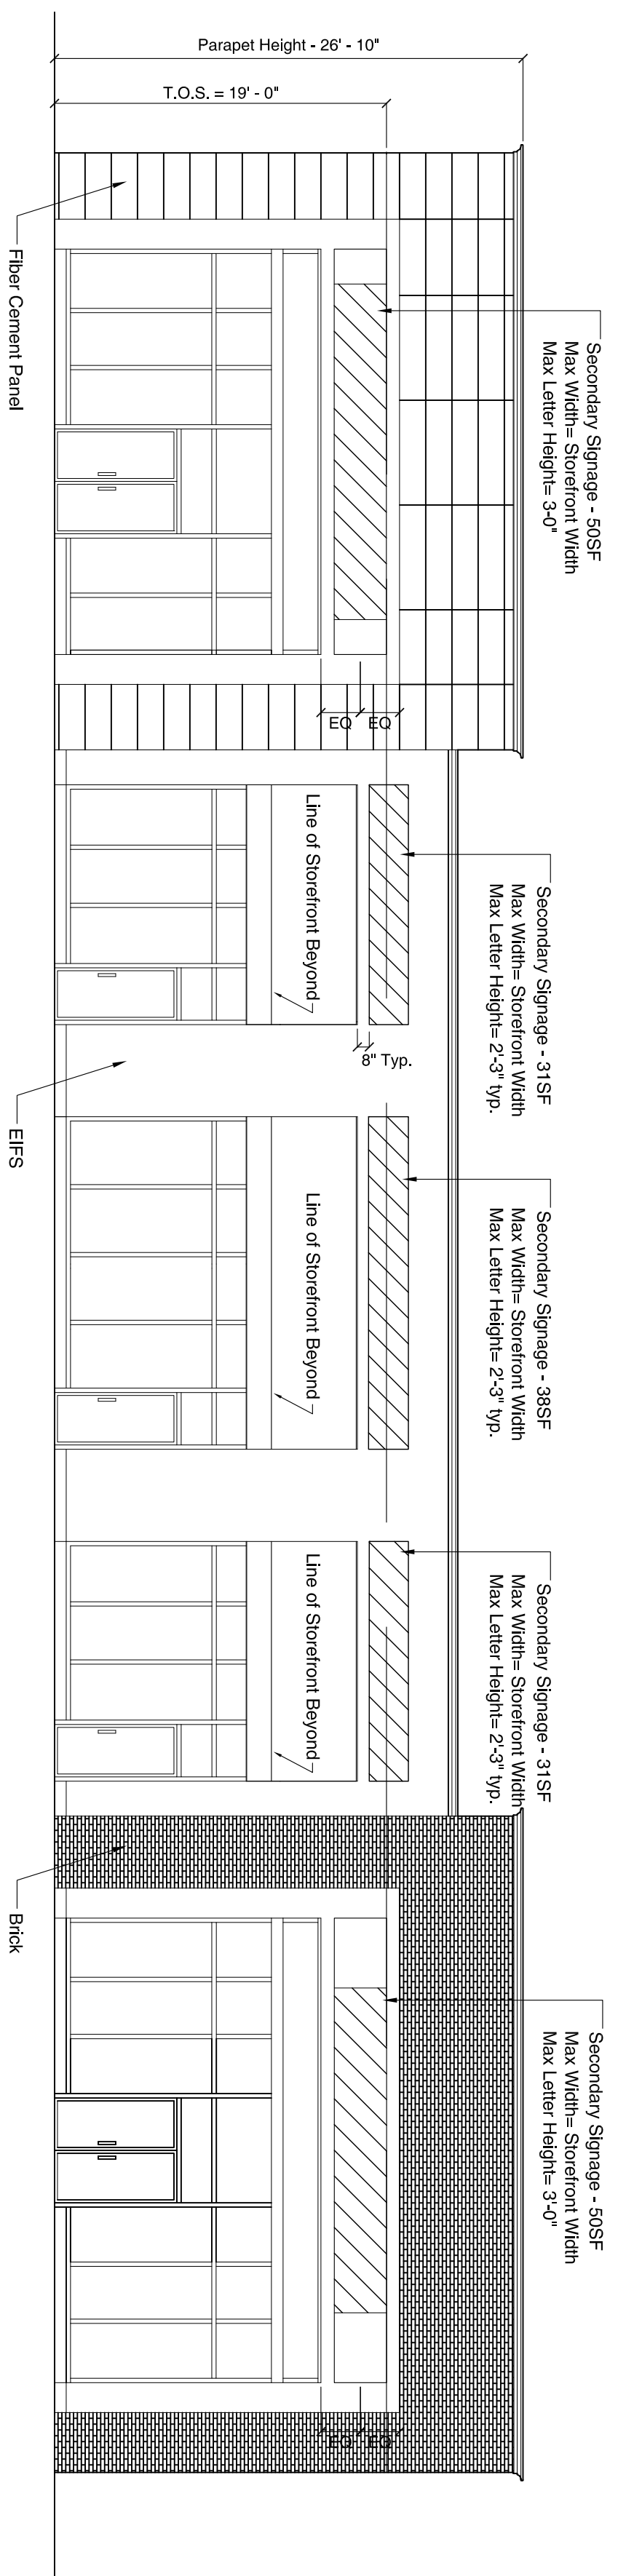 Parapet Height - 26' - 10"
T.O.S. = 19' - 0"
Secondary Signage - 50SF
Max Width= Storefront Width
Max Letter Height= 3-0"
Fiber Cement Panel
EQ
EQ
Secondary Signage - 31SF
Max Width= Storefront Width
Max Letter Height= 2'-3" typ.
Line of Storefront Beyond
8" Typ.
EIFS
Secondary Signage - 38SF
Max Width= Storefront Width
Max Letter Height= 2'-3" typ.
Line of Storefront Beyond
Secondary Signage - 31SF
Max Width= Storefront Width
Max Letter Height= 2'-3" typ.
Line of Storefront Beyond
Brick
Secondary Signage - 50SF
Max Width= Storefront Width
Max Letter Height= 3'-0"
EQ
EQ